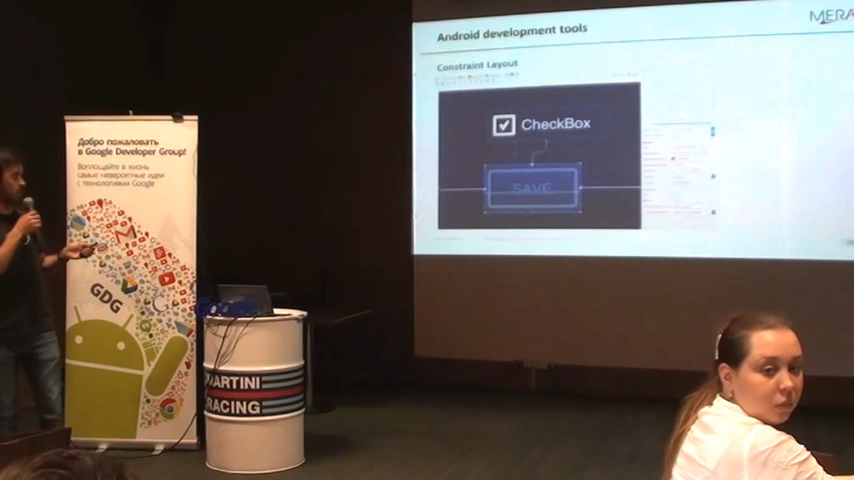 Android development tools
MERA
Constraint Layout
CheckBox
SAVE
Добро пожаловать
в Google Developer Group!
Воплощайте в жизнь
самые невероятные идеи
с технологиями Google
GDG
MARTINI
RACING